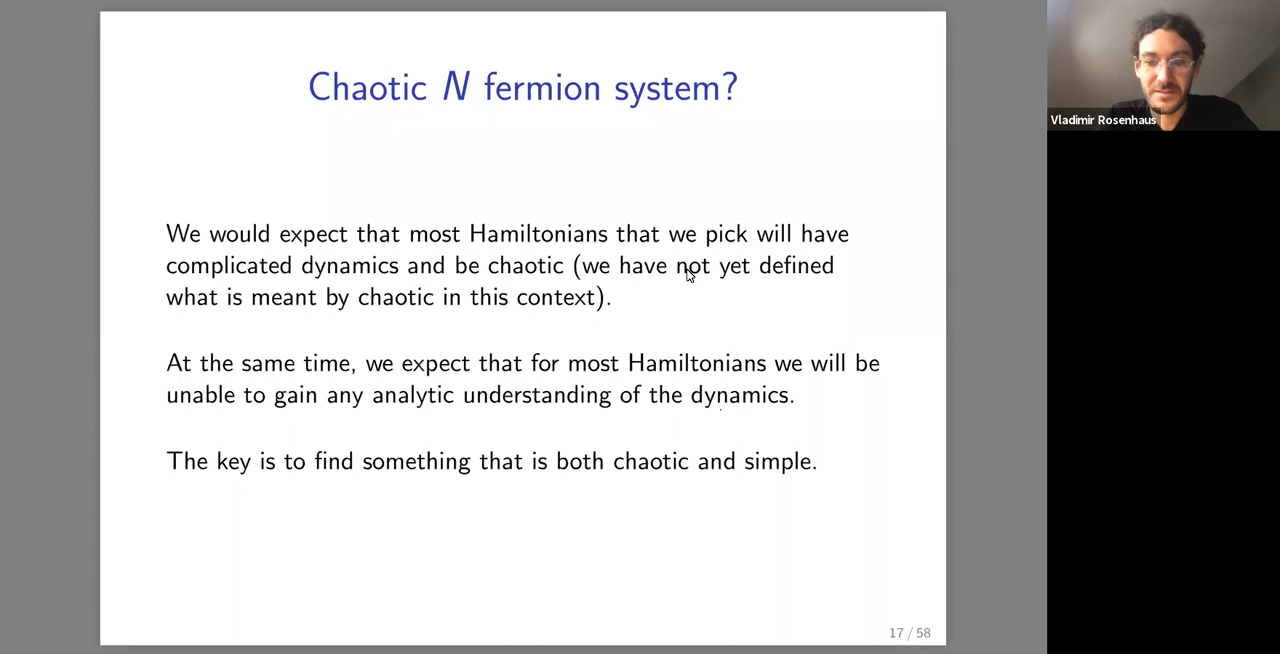 Chaotic N fermion system?
Vladimir Rosenhaus
We would expect that most Hamiltonians that we pick will have
complicated dynamics and be chaotic (we have not yet defined
what is meant by chaotic in this context).
At the same time, we expect that for most Hamiltonians we will be
unable to gain any analytic understanding of the dynamics.
The key is to find something that is both chaotic and simple.
17 / 58